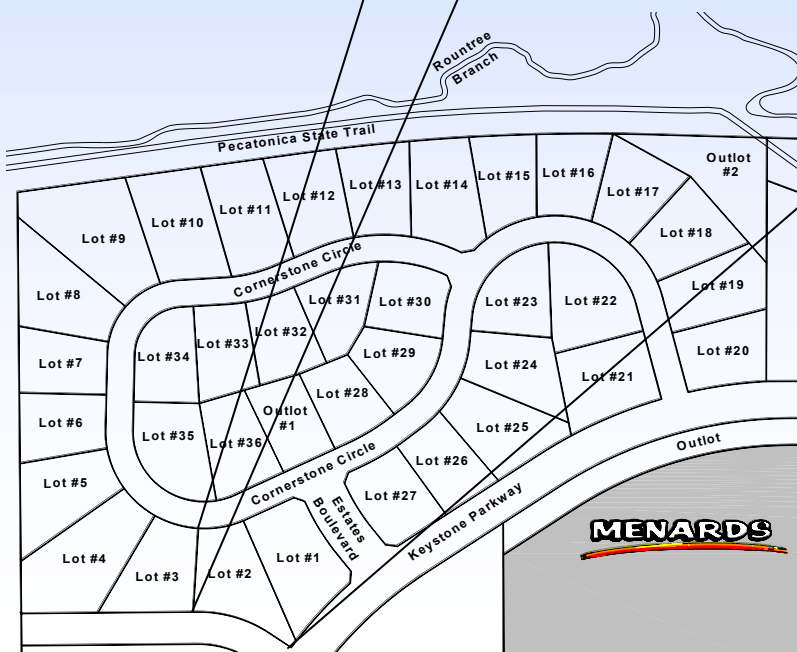 Rountree
Branch
Pecatonica State Trail
Outlot
#2
Lot #16
Lot #15
Lot #14
Lot #13
Lot #12
Lot #11
Lot #10
Lot #9
Lot #17
Lot #18
Lot #19
Lot #20
Cornerstone Circle
Lot #8
Lot #7
Lot #6
Lot #5
Lot #4
Lot #3
Lot #2
Lot #1
Lot #34
Lot #33
Lot #32
Lot #31
Lot #30
Lot #29
Lot #28
Outlot
#1
Lot #36
Lot #35
Lot #23
Lot #22
Lot #24
Lot #21
Lot #25
Lot #26
Lot #27
Cornerstone Circle
Estates
Boulevard
Keystone Parkway
Outlot
MENARDS